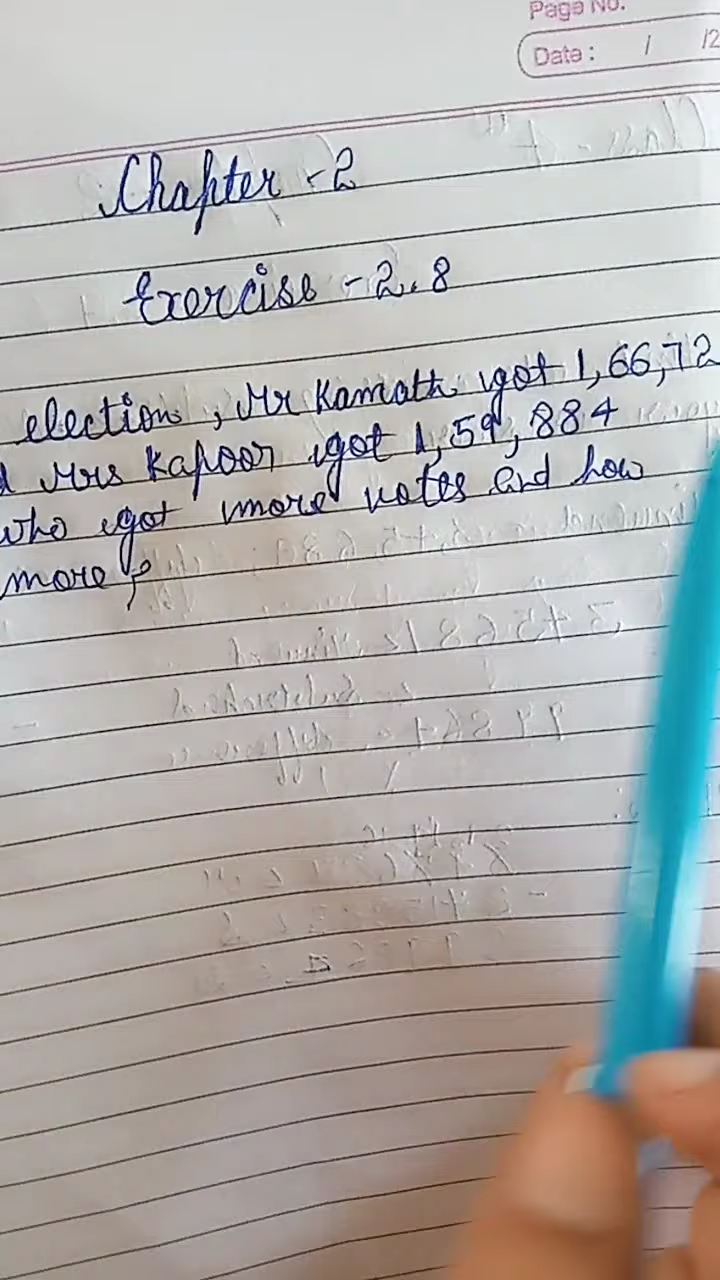 Page No.
Date : / /2
Chapter - 2
Exercise - 2.8
election, Mr Kamath got 1,66,72
Mrs Kapoor got 1,59,884
who got more votes and how
more ?